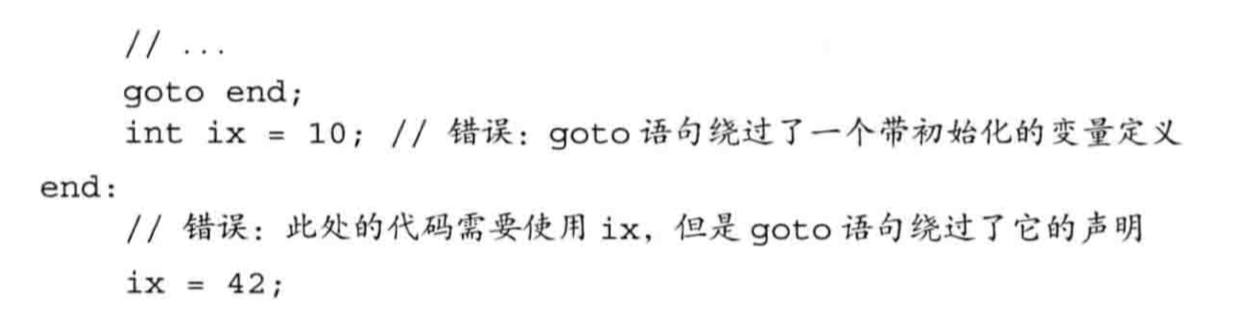 // ...
goto end;
int ix = 10; // 错误：goto 语句绕过了一个带初始化的变量定义
end:
// 错误：此处的代码需要使用 ix，但是 goto 语句绕过了它的声明
ix = 42;